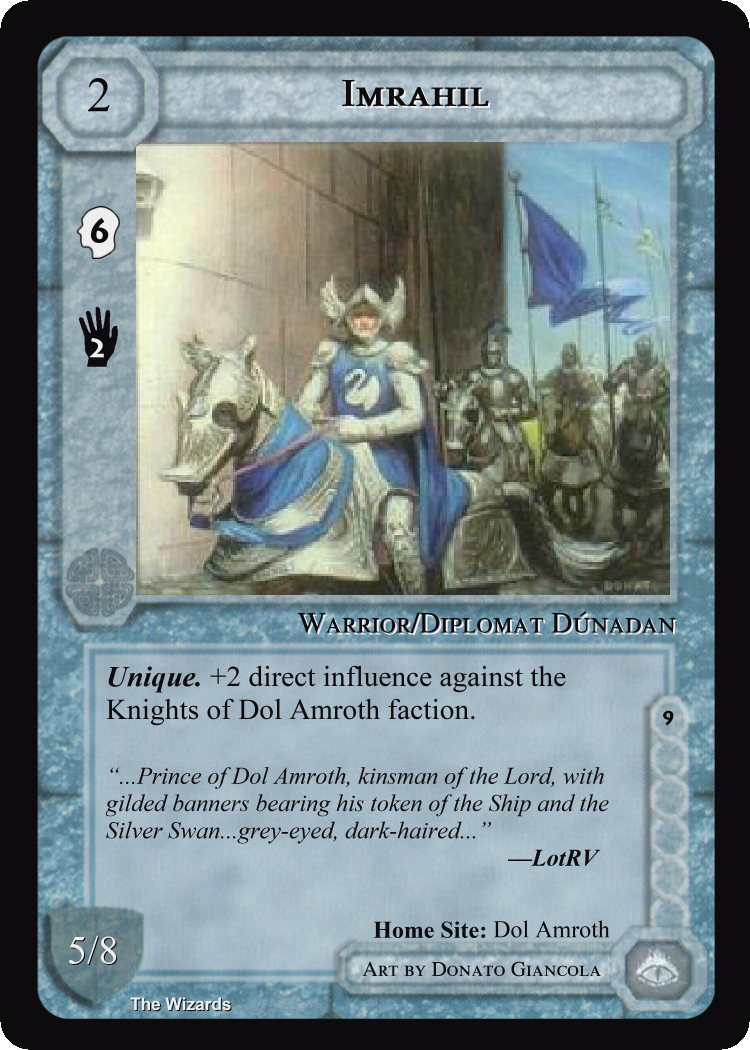 2
IMRAHIL
6
2
WARRIOR/DIPLOMAT DÚNADAN
Unique. +2 direct influence against the
Knights of Dol Amroth faction.
9
“...Prince of Dol Amroth, kinsman of the Lord, with
gilded banners bearing his token of the Ship and the
Silver Swan...grey-eyed, dark-haired...”
—LotRV
Home Site: Dol Amroth
5/8
ART BY DONATO GIANCOLA
The Wizards